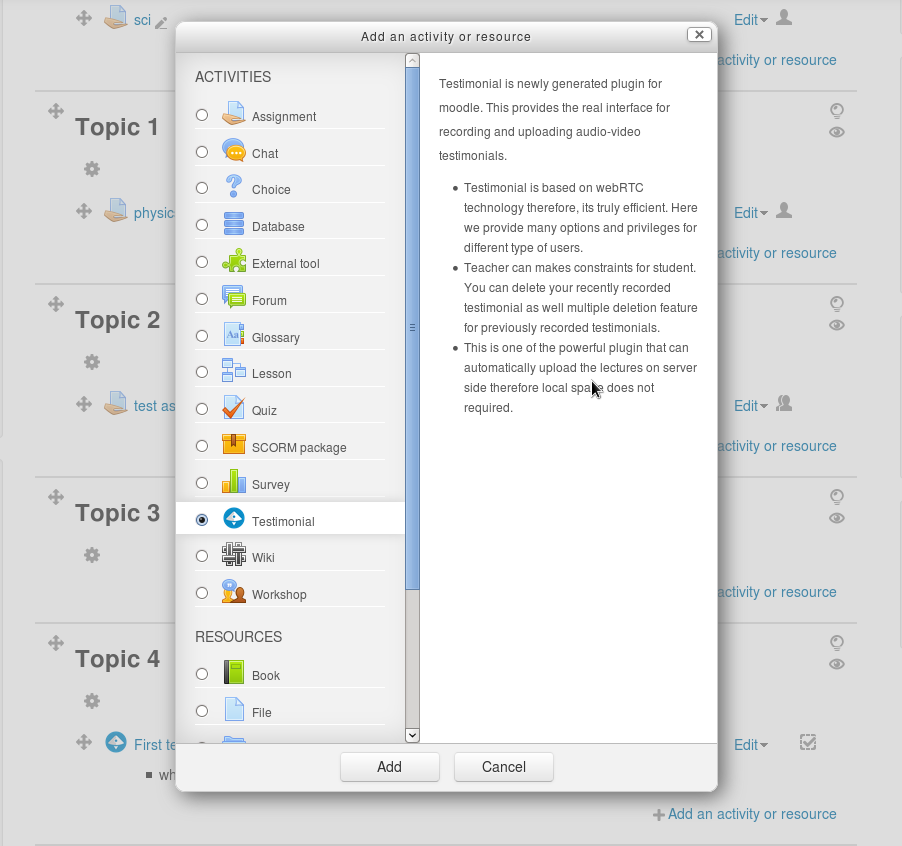 sci
Edit
activity or resource
Topic 1
physic
Edit
activity or resource
Topic 2
test as
Edit
activity or resource
Topic 3
activity or resource
Topic 4
First te
Edit
wh
Add an activity or resource
Add an activity or resource
ACTIVITIES
Assignment
Chat
Choice
Database
External tool
Forum
Aa
Glossary
Lesson
Quiz
SCORM package
Survey
Testimonial
Wiki
Workshop
RESOURCES
Book
File
Testimonial is newly generated plugin for
moodle. This provides the real interface for
recording and uploading audio-video
testimonials.
Testimonial is based on webRTC
technology therefore, its truly efficient. Here
we provide many options and privileges for
different type of users.
Teacher can makes constraints for student.
You can delete your recently recorded
testimonial as well multiple deletion feature
for previously recorded testimonials.
This is one of the powerful plugin that can
automatically upload the lectures on server
side therefore local space does not
required.
Add
Cancel